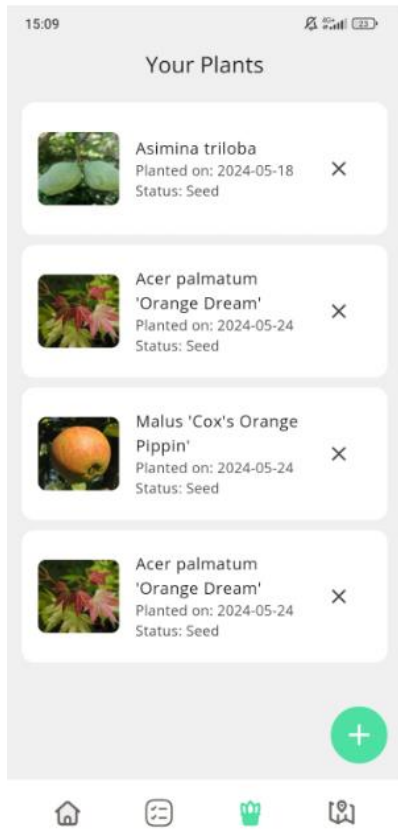 15:09
4G+
23
Your Plants
Asimina triloba
Planted on: 2024-05-18
Status: Seed
Acer palmatum
'Orange Dream'
Planted on: 2024-05-24
Status: Seed
Malus 'Cox's Orange
Pippin'
Planted on: 2024-05-24
Status: Seed
Acer palmatum
'Orange Dream'
Planted on: 2024-05-24
Status: Seed